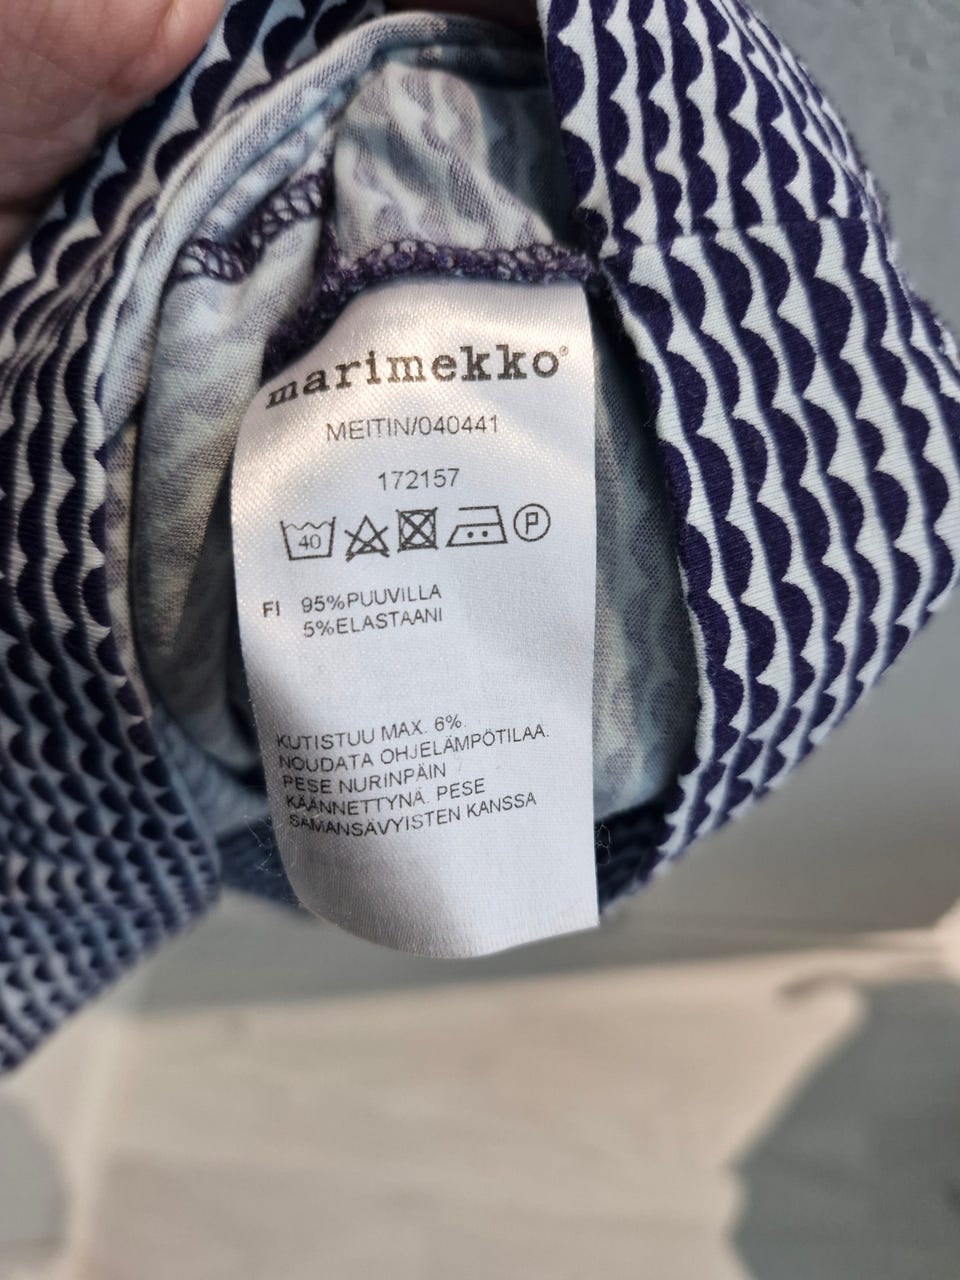 marimekko®
MEITIN/040441
172157
40 P
FI 95%PUUVILLA
5%ELASTAANI
KUTISTUU MAX. 6%.
NOUDATA OHJELÄMPÖTILAA.
PESE NURINPÄIN
KÄÄNNETTYNÄ. PESE
SAMANSÄVYISTEN KANSSA